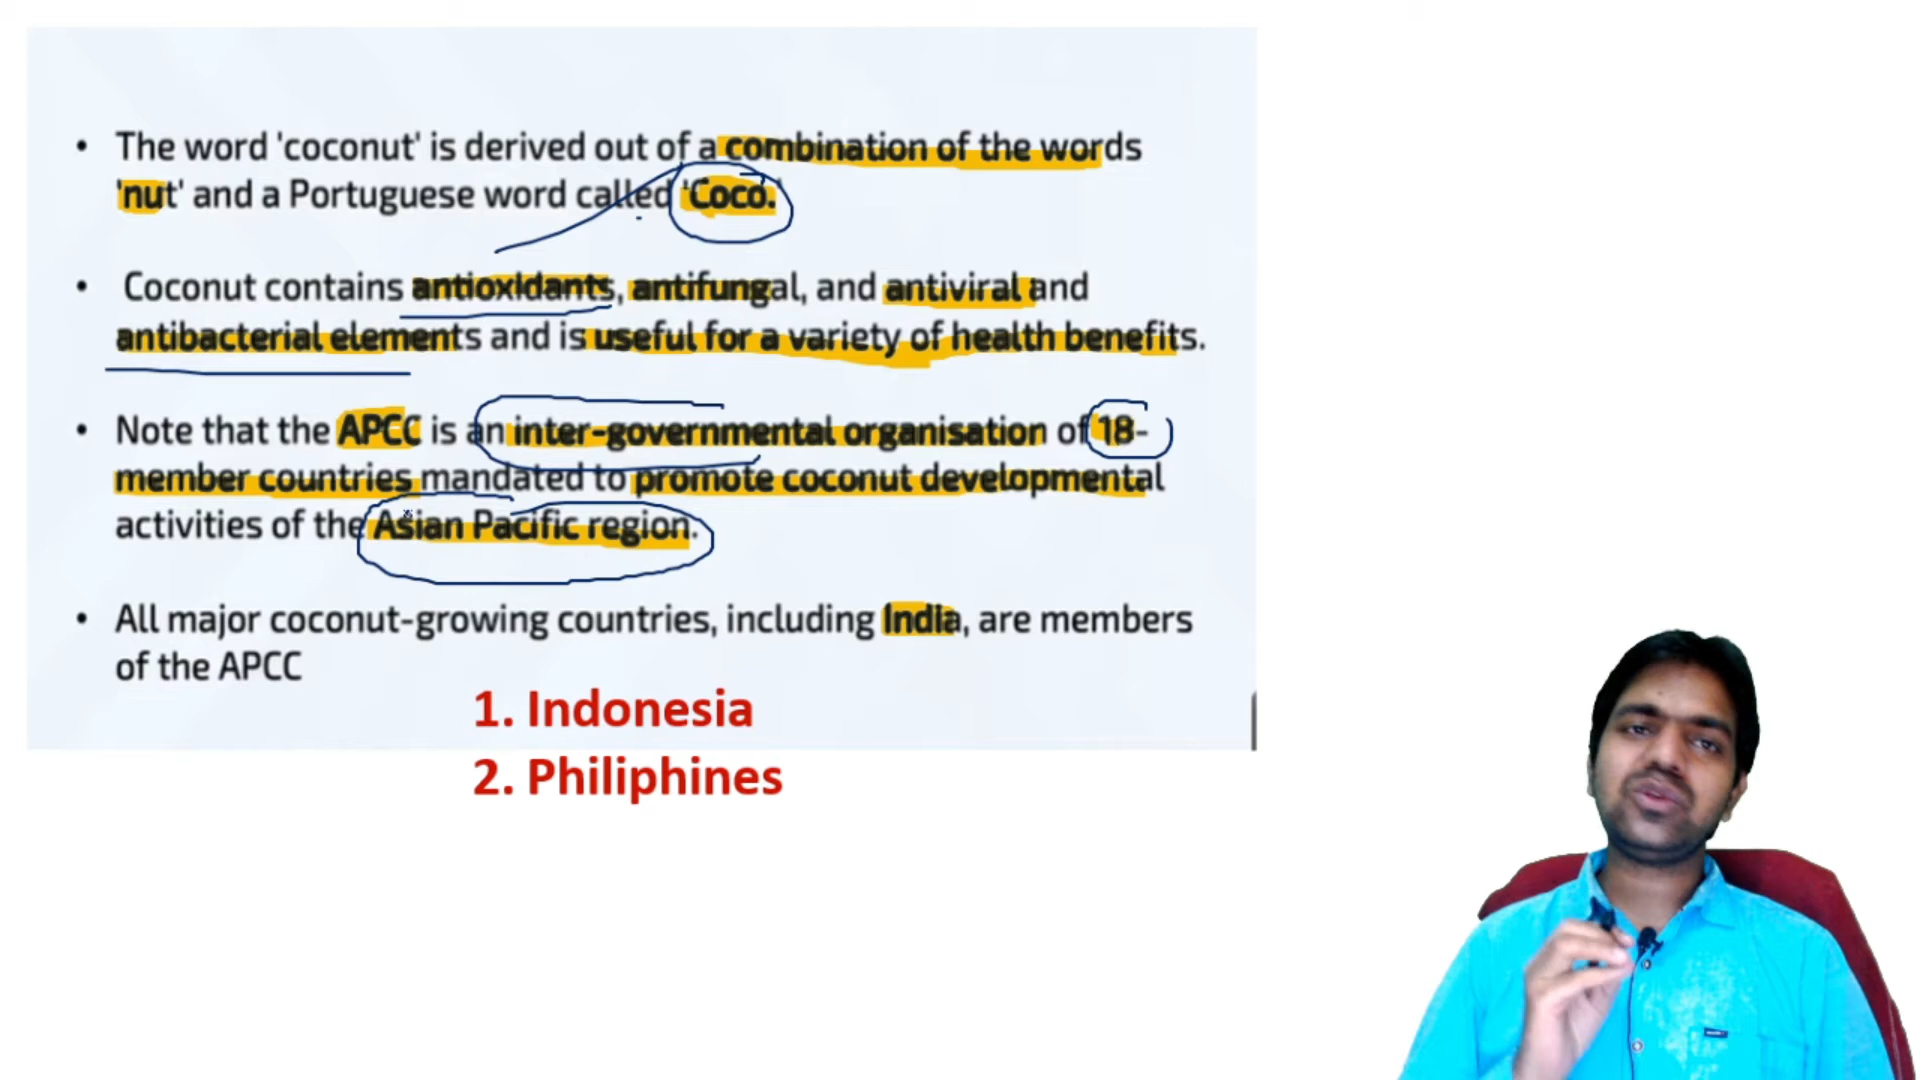 • The word 'coconut' is derived out of a combination of the words
'nut' and a Portuguese word called 'Coco.'
• Coconut contains antioxidants, antifungal, and antiviral and
antibacterial elements and is useful for a variety of health benefits.
• Note that the APCC is an inter-governmental organisation of 18-
member countries mandated to promote coconut developmental
activities of the Asian Pacific region.
• All major coconut-growing countries, including India, are members
of the APCC
1. Indonesia
2. Philiphines